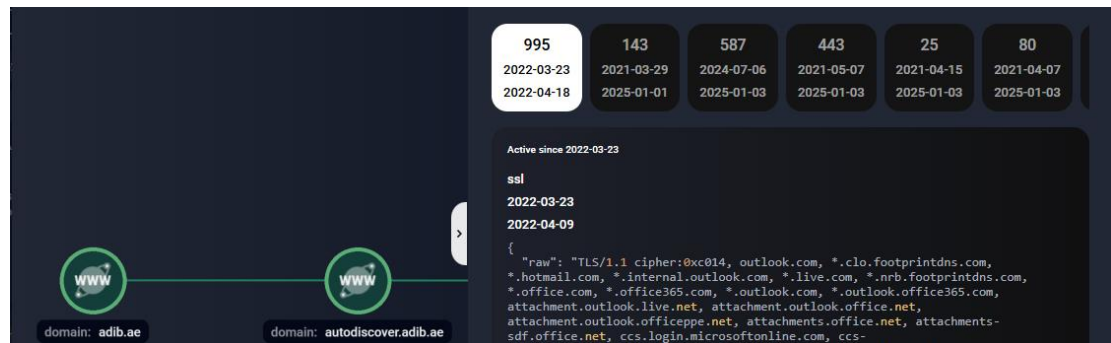 995 143 587 443 25 80
2022-03-23 2021-03-29 2024-07-06 2021-05-07 2021-04-15 2021-04-07
2022-04-18 2025-01-01 2025-01-03 2025-01-03 2025-01-03 2025-01-03
Active since 2022-03-23
ssl
2022-03-23
2022-04-09
{
"raw": "TLS/1.1 cipher:0xc014, outlook.com, *.clo.footprintdns.com,
*.hotmail.com, *.internal.outlook.com, *.live.com, *.nrb.footprintdns.com,
*.office.com, *.office365.com, *.outlook.com, *.outlook.office365.com,
attachment.outlook.live.net, attachment.outlook.office.net,
attachment.outlook.officeppe.net, attachments.office.net, attachments-
sdf.office.net, ccs.login.microsoftonline.com, ccs-
www www
domain: adib.ae domain: autodiscover.adib.ae